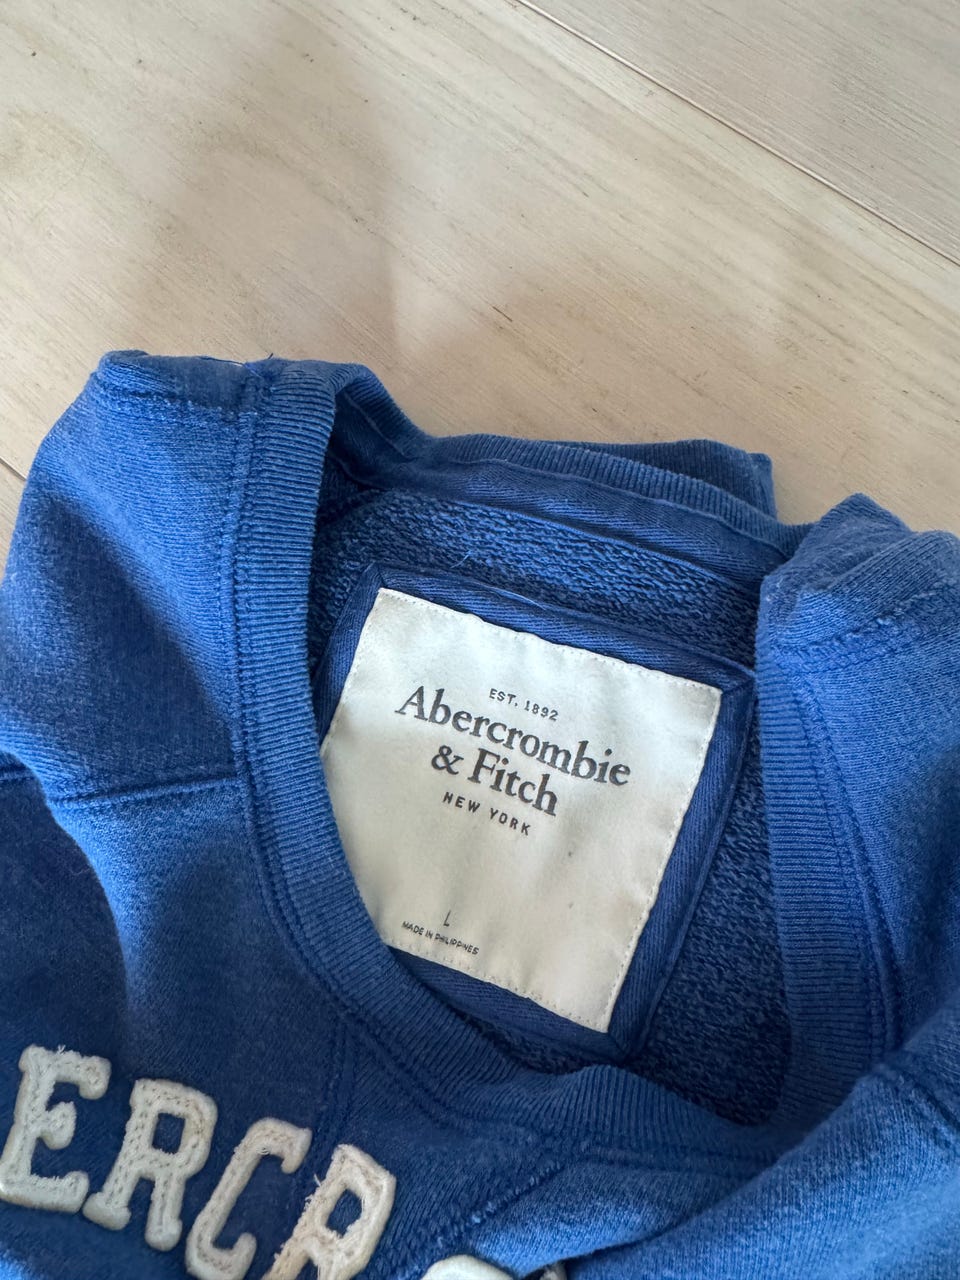 EST. 1892
Abercrombie
& Fitch
NEW YORK
L
MADE IN PHILIPPINES
ERCR